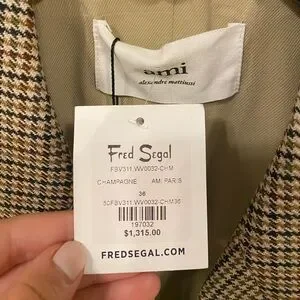 ami
alexandre mattiussi
Fred Segal
FSV311.WV0032-CHM
CHAMPAGNE AMI PARIS
36
50FSV311.WV0032-CHM36
197032
$1,315.00
FREDSEGAL.COM